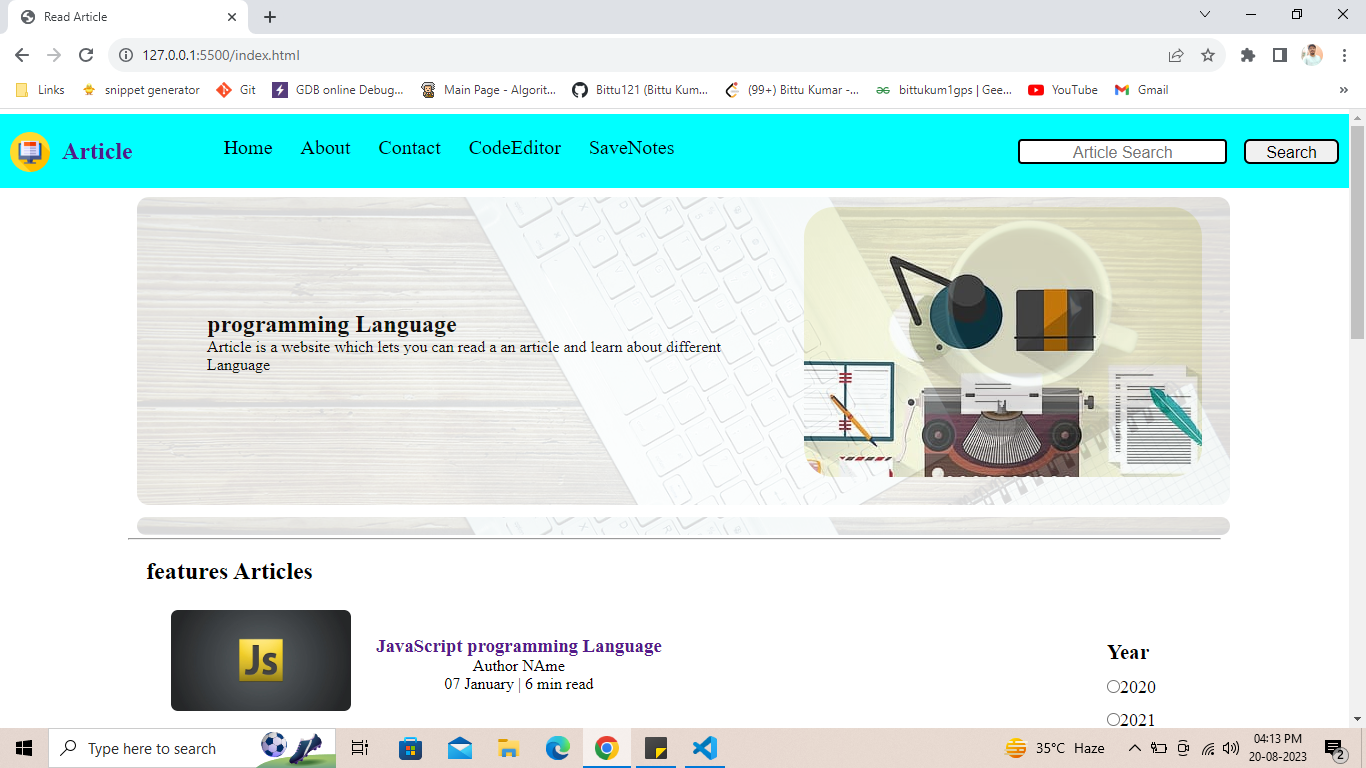 Read Article
127.0.0.1:5500/index.html
Links snippet generator Git GDB online Debug... Main Page - Algorit... Bittu121 (Bittu Kum... (99+) Bittu Kumar -... bittukum1gps | Gee... YouTube Gmail »
Article Home About Contact CodeEditor SaveNotes Article Search Search
programming Language
Article is a website which lets you can read a an article and learn about different
Language
features Articles
Js
JavaScript programming Language
Author NAme
07 January | 6 min read
Year
2020
2021
Type here to search
35°C Haze
04:13 PM
20-08-2023
2